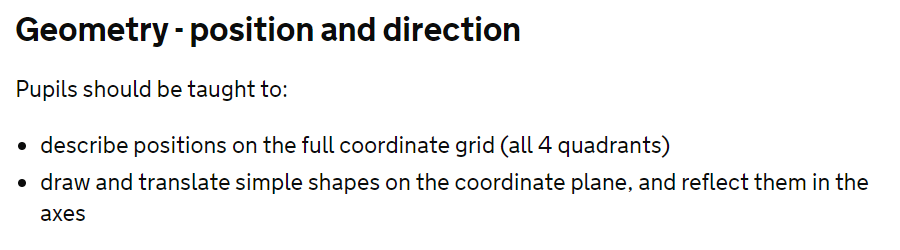 Geometry - position and direction
Pupils should be taught to:
• describe positions on the full coordinate grid (all 4 quadrants)
• draw and translate simple shapes on the coordinate plane, and reflect them in the
axes